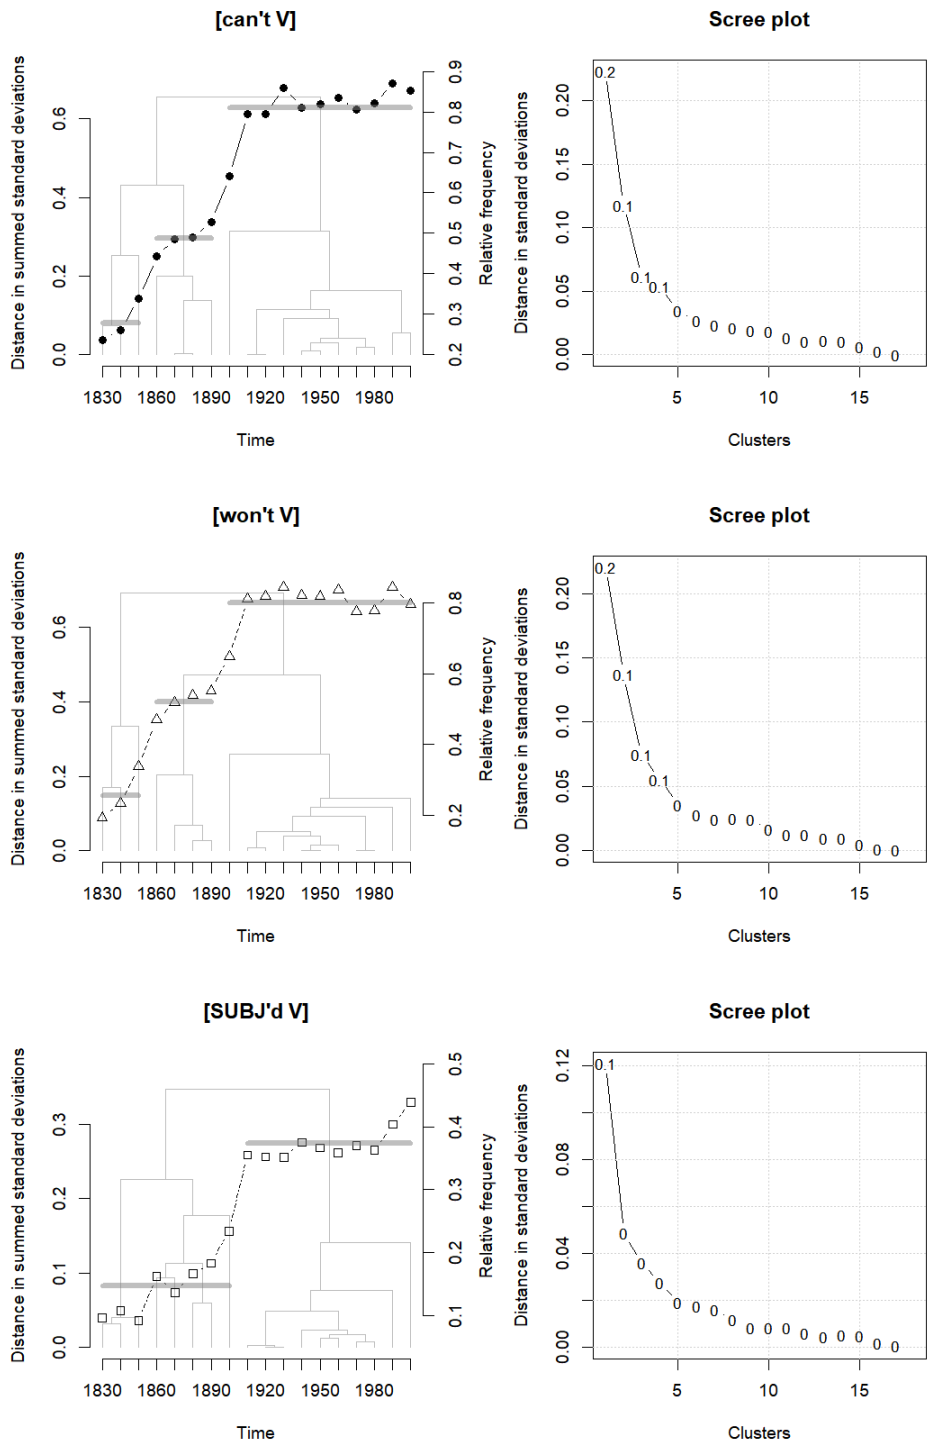 [can't V]
Distance in summed standard deviations
0.0 0.2 0.4 0.6
0.2 0.3 0.4 0.5 0.6 0.7 0.8 0.9
Relative frequency
1830 1860 1890 1920 1950 1980
Time
Scree plot
Distance in standard deviations
0.00 0.05 0.10 0.15 0.20
0.2 0.1 0.1 0.1 0 0 0 0 0 0 0 0 0 0 0 0 0
5 10 15
Clusters
[won't V]
Distance in summed standard deviations
0.0 0.2 0.4 0.6
0.2 0.4 0.6 0.8
Relative frequency
1830 1860 1890 1920 1950 1980
Time
Scree plot
Distance in standard deviations
0.00 0.05 0.10 0.15 0.20
0.2 0.1 0.1 0.1 0 0 0 0 0 0 0 0 0 0 0 0 0
5 10 15
Clusters
[SUBJ'd V]
Distance in summed standard deviations
0.0 0.1 0.2 0.3
0.1 0.2 0.3 0.4 0.5
Relative frequency
1830 1860 1890 1920 1950 1980
Time
Scree plot
Distance in standard deviations
0.00 0.04 0.08 0.12
0.1 0 0 0 0 0 0 0 0 0 0 0 0 0 0 0 0
5 10 15
Clusters